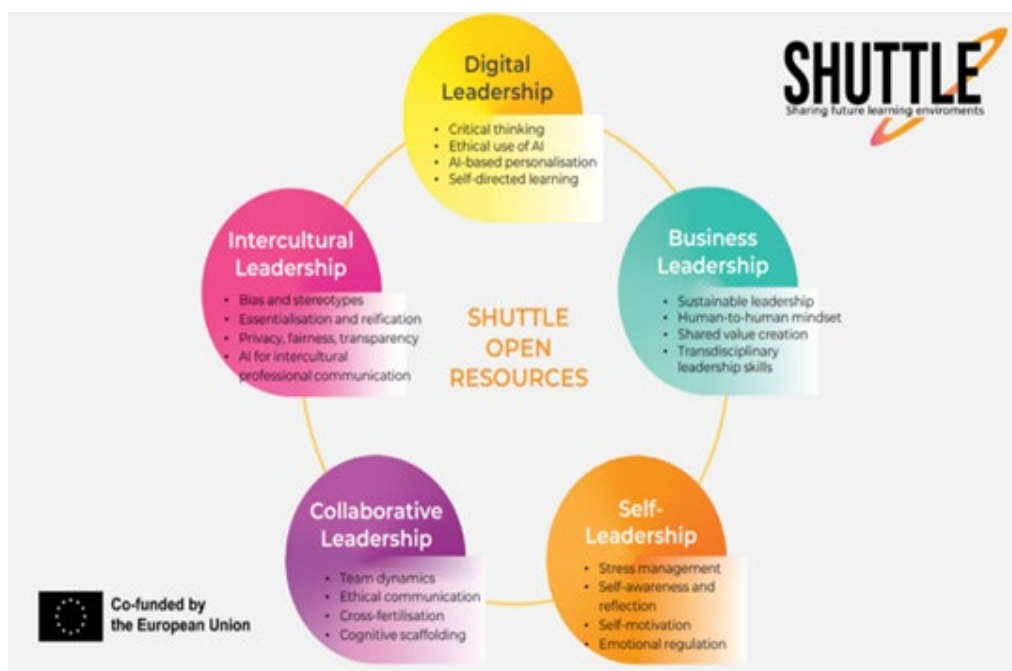 SHUTTLE
Sharing future learning enviroments
Digital
Leadership
• Critical thinking
• Ethical use of AI
• AI-based personalisation
• Self-directed learning
Intercultural
Leadership
• Bias and stereotypes
• Essentialisation and reification
• Privacy, fairness, transparency
• AI for intercultural
professional communication
Business
Leadership
• Sustainable leadership
• Human-to-human mindset
• Shared value creation
• Transdisciplinary
leadership skills
SHUTTLE
OPEN
RESOURCES
Collaborative
Leadership
• Team dynamics
• Ethical communication
• Cross-fertilisation
• Cognitive scaffolding
Self-
Leadership
• Stress management
• Self-awareness and
reflection
• Self-motivation
• Emotional regulation
Co-funded by
the European Union